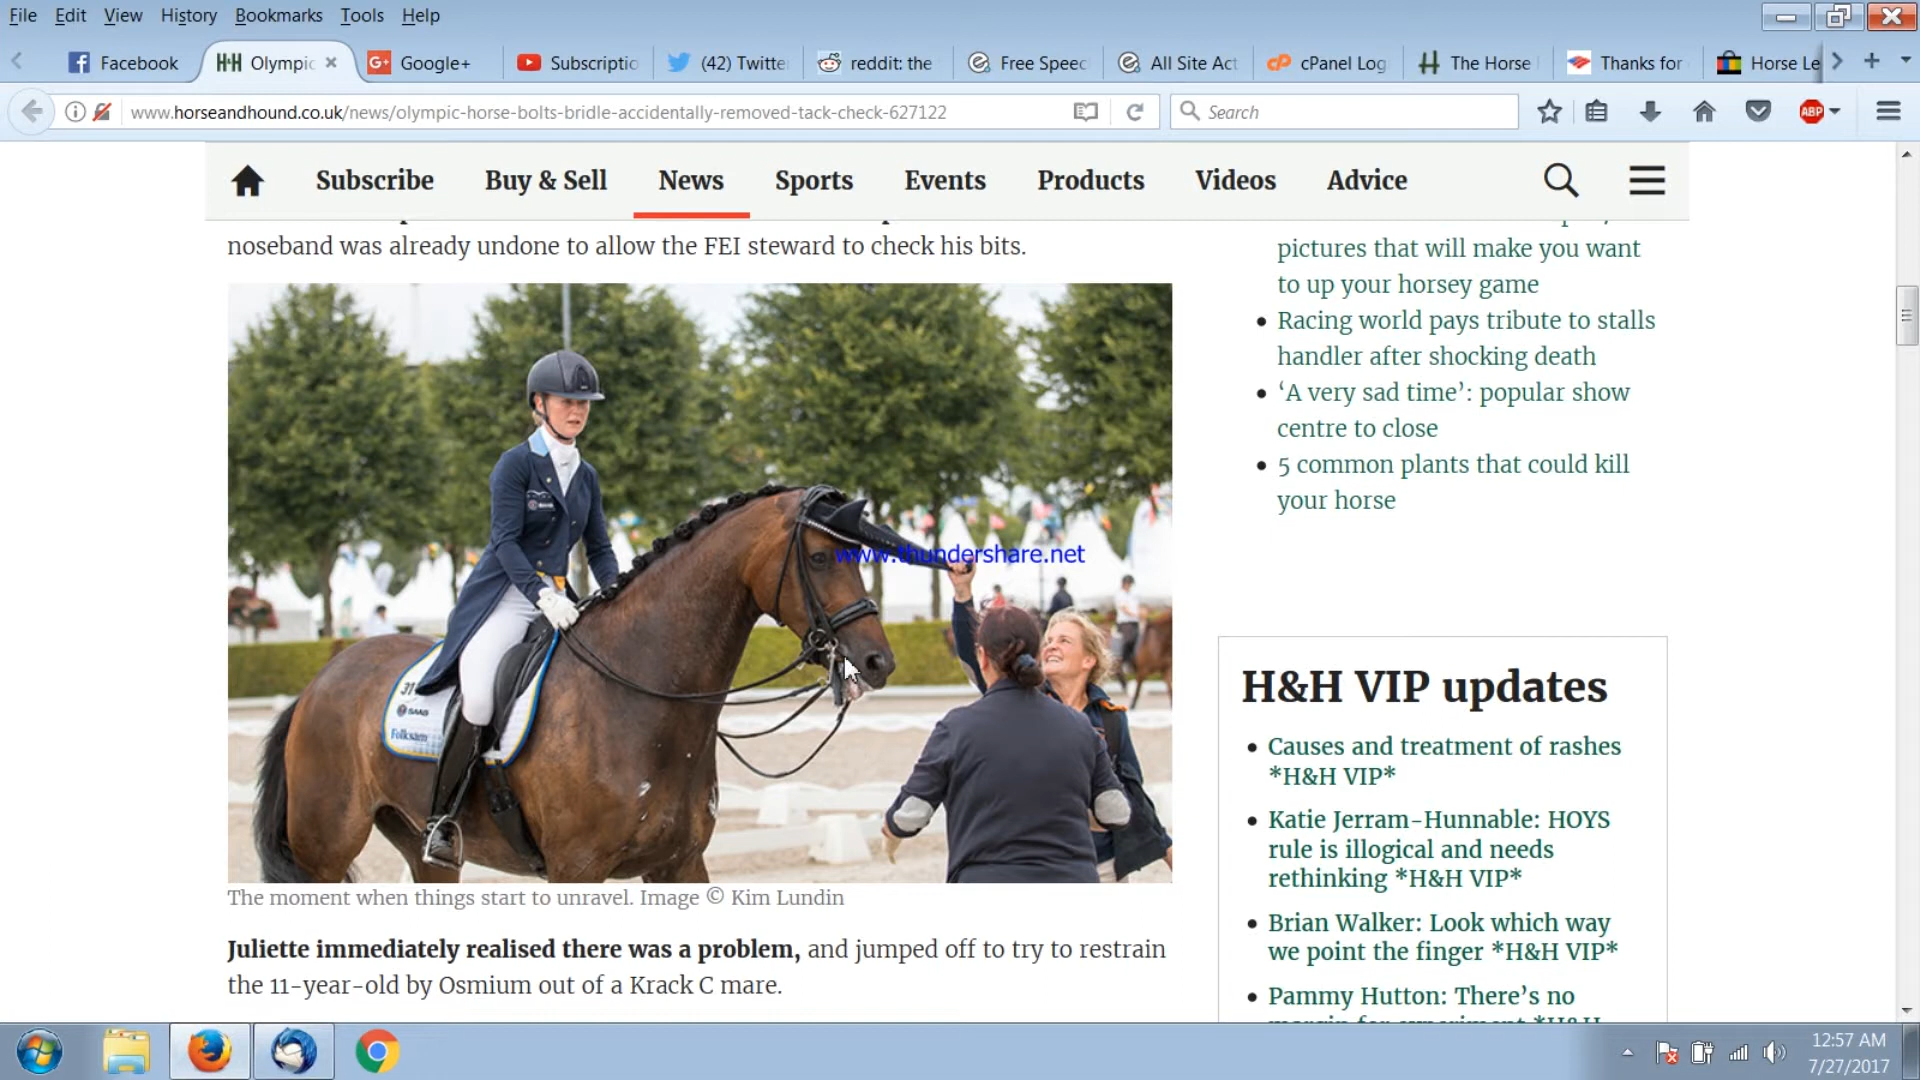 File Edit View History Bookmarks Tools Help
Facebook
H&H Olympic
G+ Google+
Subscriptio
(42) Twitte
reddit: the
Free Speec
All Site Act
cPanel Log
The Horse
Thanks for
Horse Le
www.horseandhound.co.uk/news/olympic-horse-bolts-bridle-accidentally-removed-tack-check-627122
Search
ABP
Subscribe Buy & Sell News Sports Events Products Videos Advice
noseband was already undone to allow the FEI steward to check his bits.
31
SAAB
Folksam
www.thundershare.net
The moment when things start to unravel. Image © Kim Lundin
Juliette immediately realised there was a problem, and jumped off to try to restrain
the 11-year-old by Osmium out of a Krack C mare.
pictures that will make you want
to up your horsey game
Racing world pays tribute to stalls
handler after shocking death
‘A very sad time’: popular show
centre to close
5 common plants that could kill
your horse
H&H VIP updates
Causes and treatment of rashes
*H&H VIP*
Katie Jerram-Hunnable: HOYS
rule is illogical and needs
rethinking *H&H VIP*
Brian Walker: Look which way
we point the finger *H&H VIP*
Pammy Hutton: There’s no
12:57 AM
7/27/2017